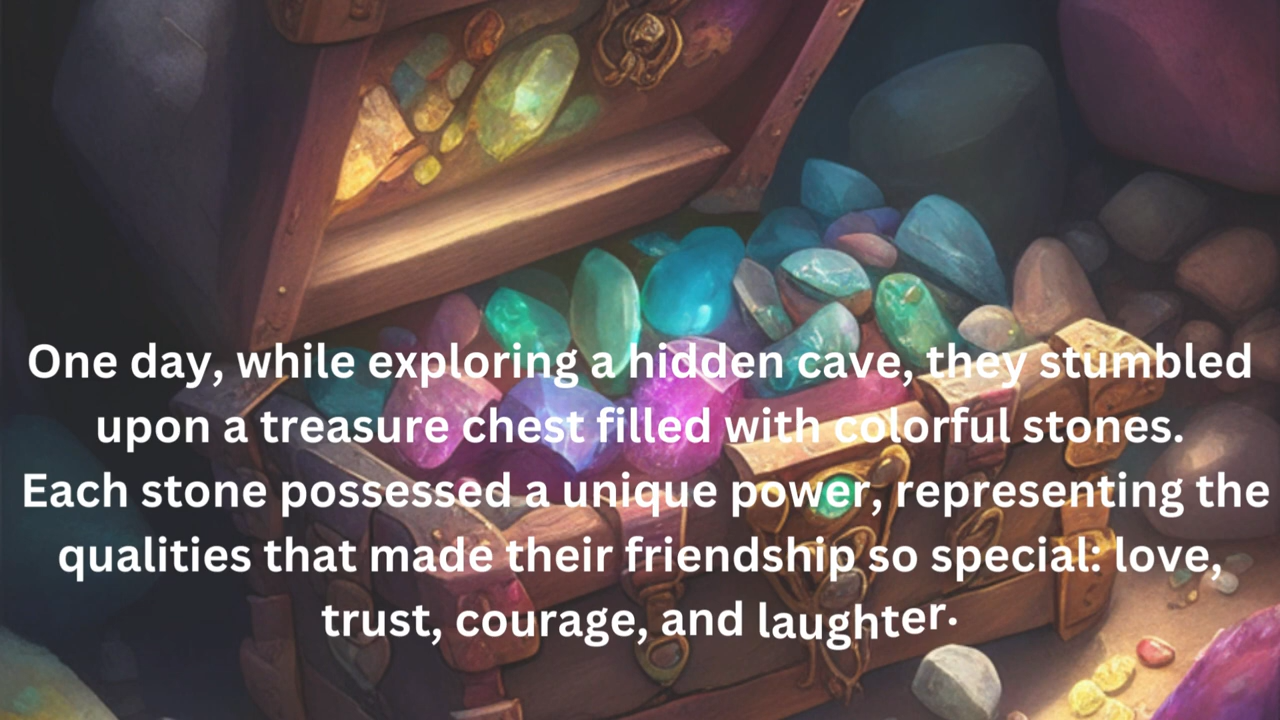 One day, while exploring a hidden cave, they stumbled
upon a treasure chest filled with colorful stones.
Each stone possessed a unique power, representing the
qualities that made their friendship so special: love,
trust, courage, and laughter.